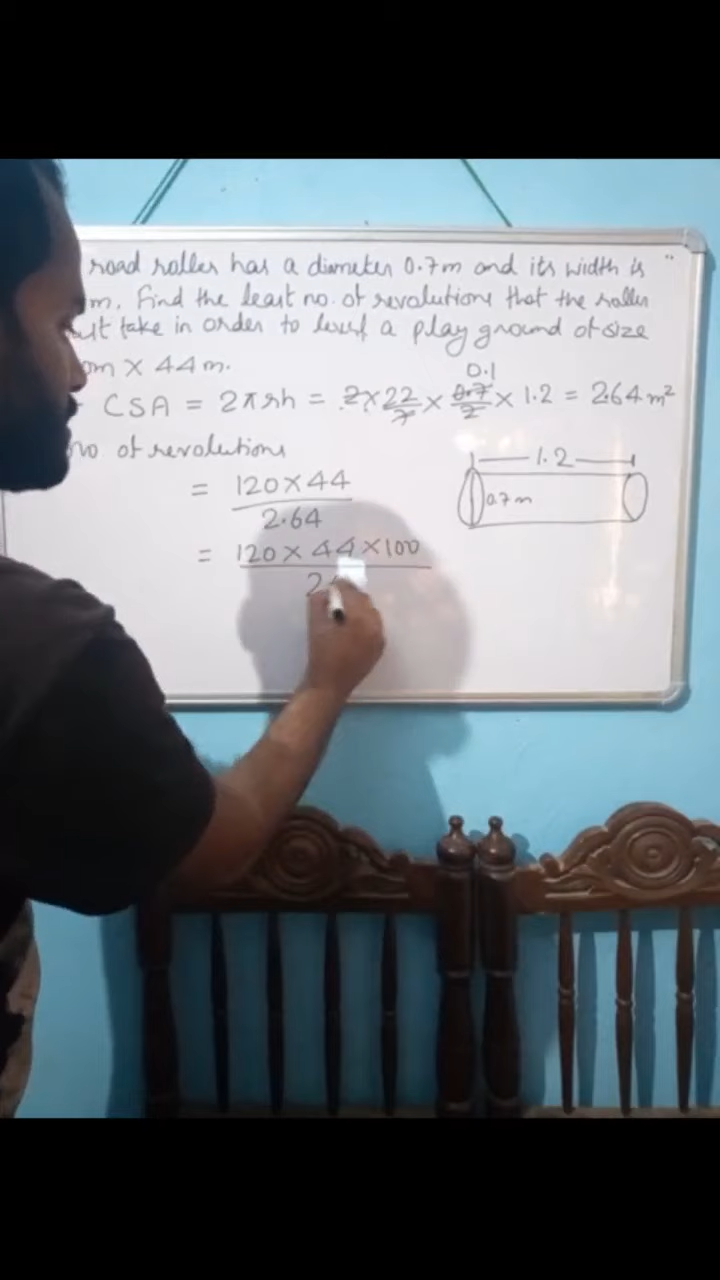 road roller has a diameter 0.7m and its width is
m. Find the least no. of revolutions that the roller
take in order to level a play ground of size
m × 44m.
CSA = 2πrh = 2×22/7 × 0.7/2 × 1.2 = 2.64 m²
0.1
no of revolutions
= 120×44
2.64
= 120 × 44 ×100
1.2
0.7m